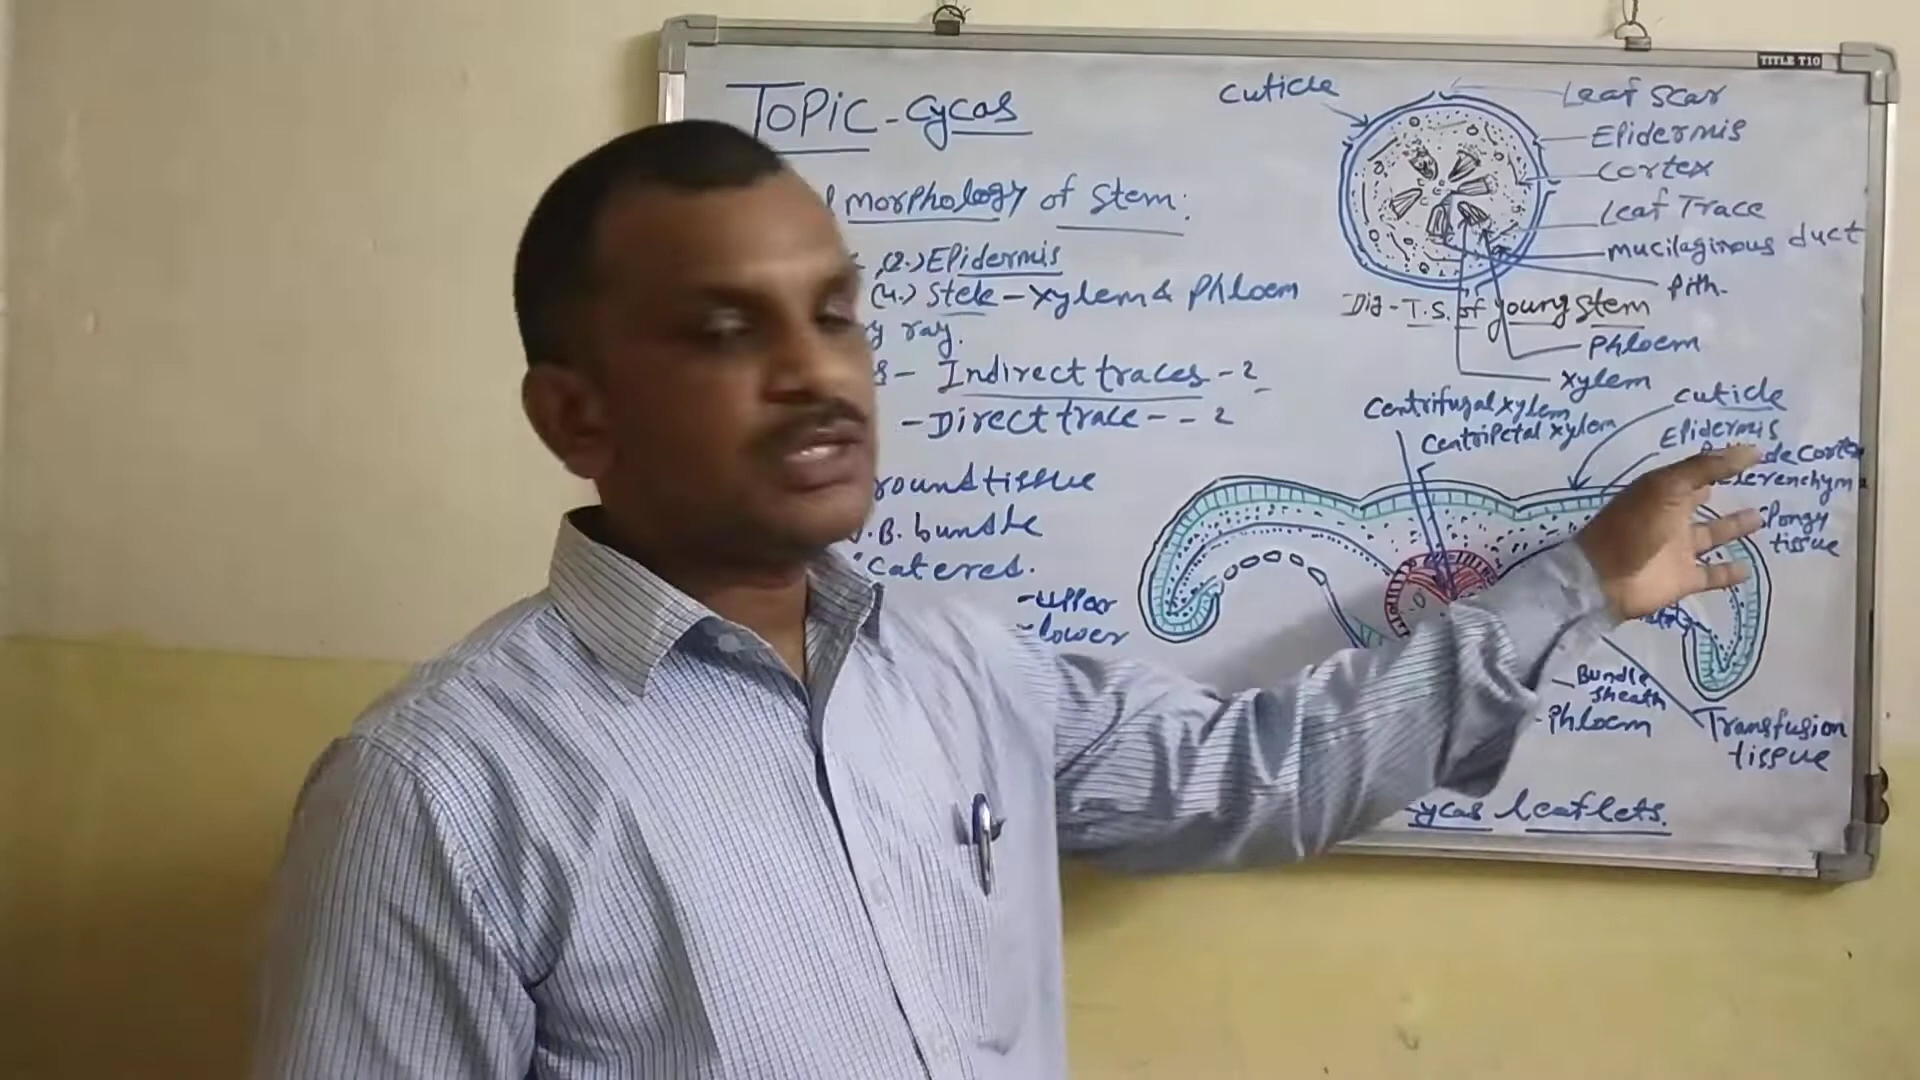 TITLE T10
TOPIC - Cycas
morphology of stem:
(2.) Epidermis
(4.) Stele - Xylem & Phloem
ray.
- Indirect traces - 2
- Direct trace - - 2
round tissue
.B. bundle
cateres.
- upper
- lower
Cuticle
Leaf Scar
Epidermis
Cortex
Leaf Trace
mucilaginous duct
Pith.
Dig - T.S. of young stem
Phloem
Xylem
Centrifugal xylem
Centripetal xylem
Cuticle
Epidermis
Spongy
tissue
Bundle
Sheath
Phloem
Transfusion
tissue
ycas leaflets.